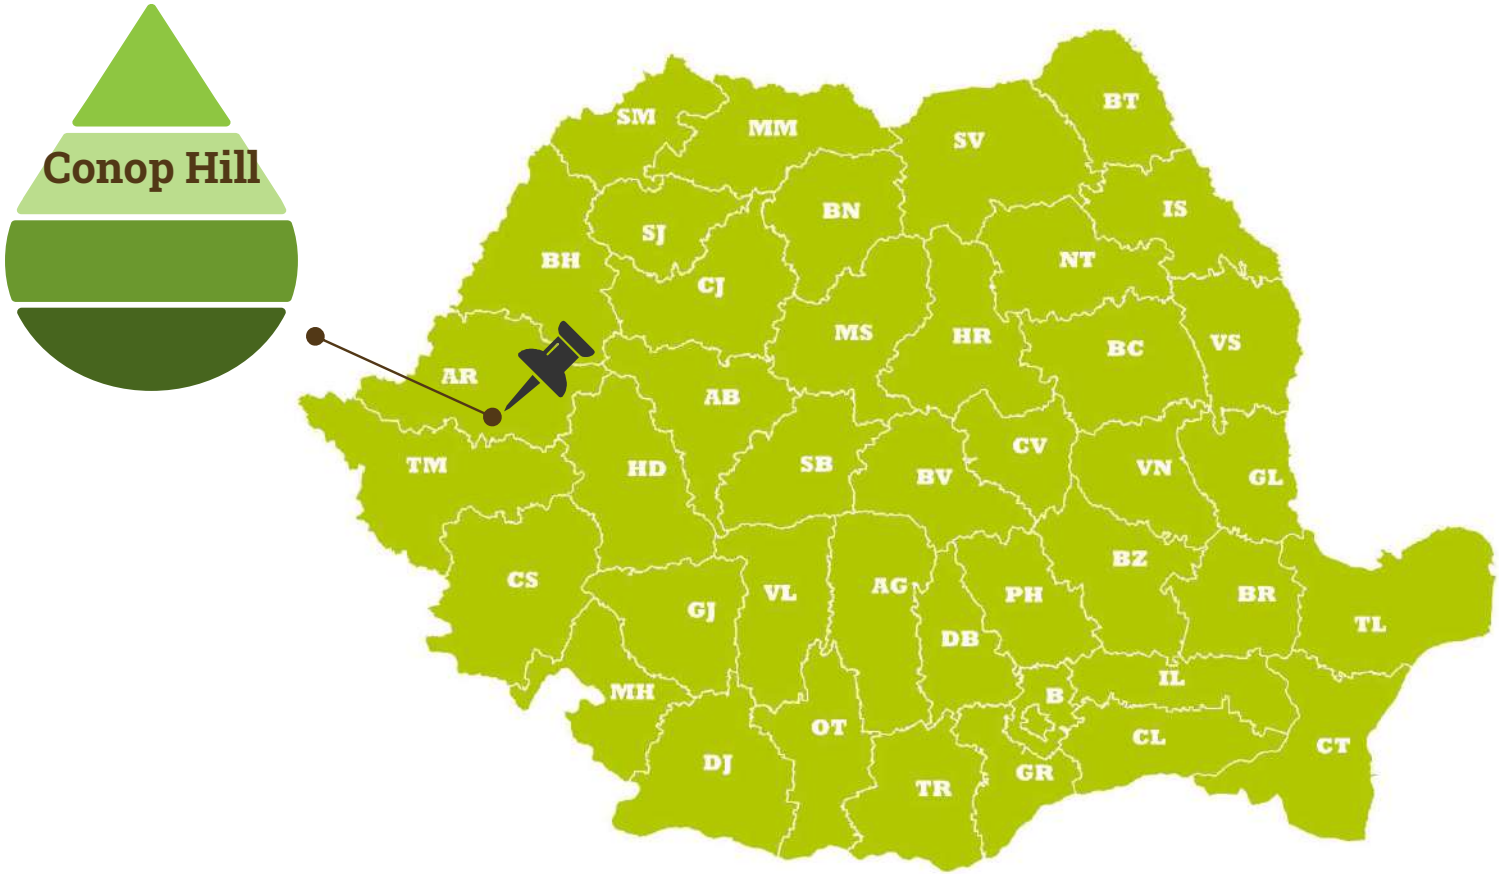 Conop Hill
BT
SM
MM
SV
BN
IS
SJ
BH
NT
CJ
MS
HR
VS
BC
AR
AB
CV
TM
HD
SB
VN
BV
GL
BZ
CS
AG
VL
PH
BR
GJ
TL
DB
IL
MH
B
OT
CL
CT
DJ
GR
TR